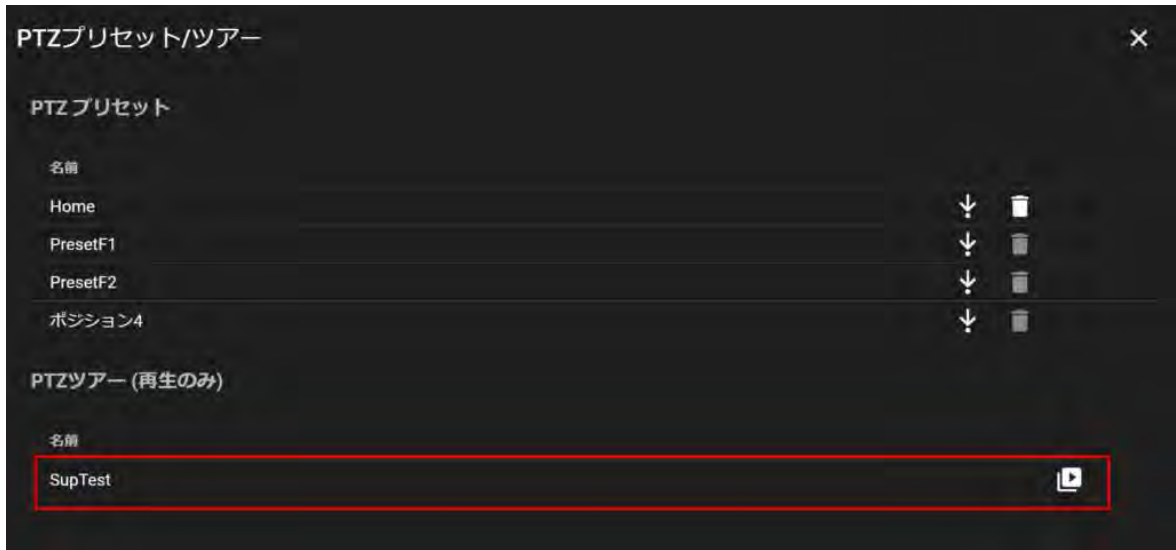 PTZプリセット/ツアー
PTZ プリセット
名前
Home
PresetF1
PresetF2
ポジション4
PTZツアー (再生のみ)
名前
SupTest